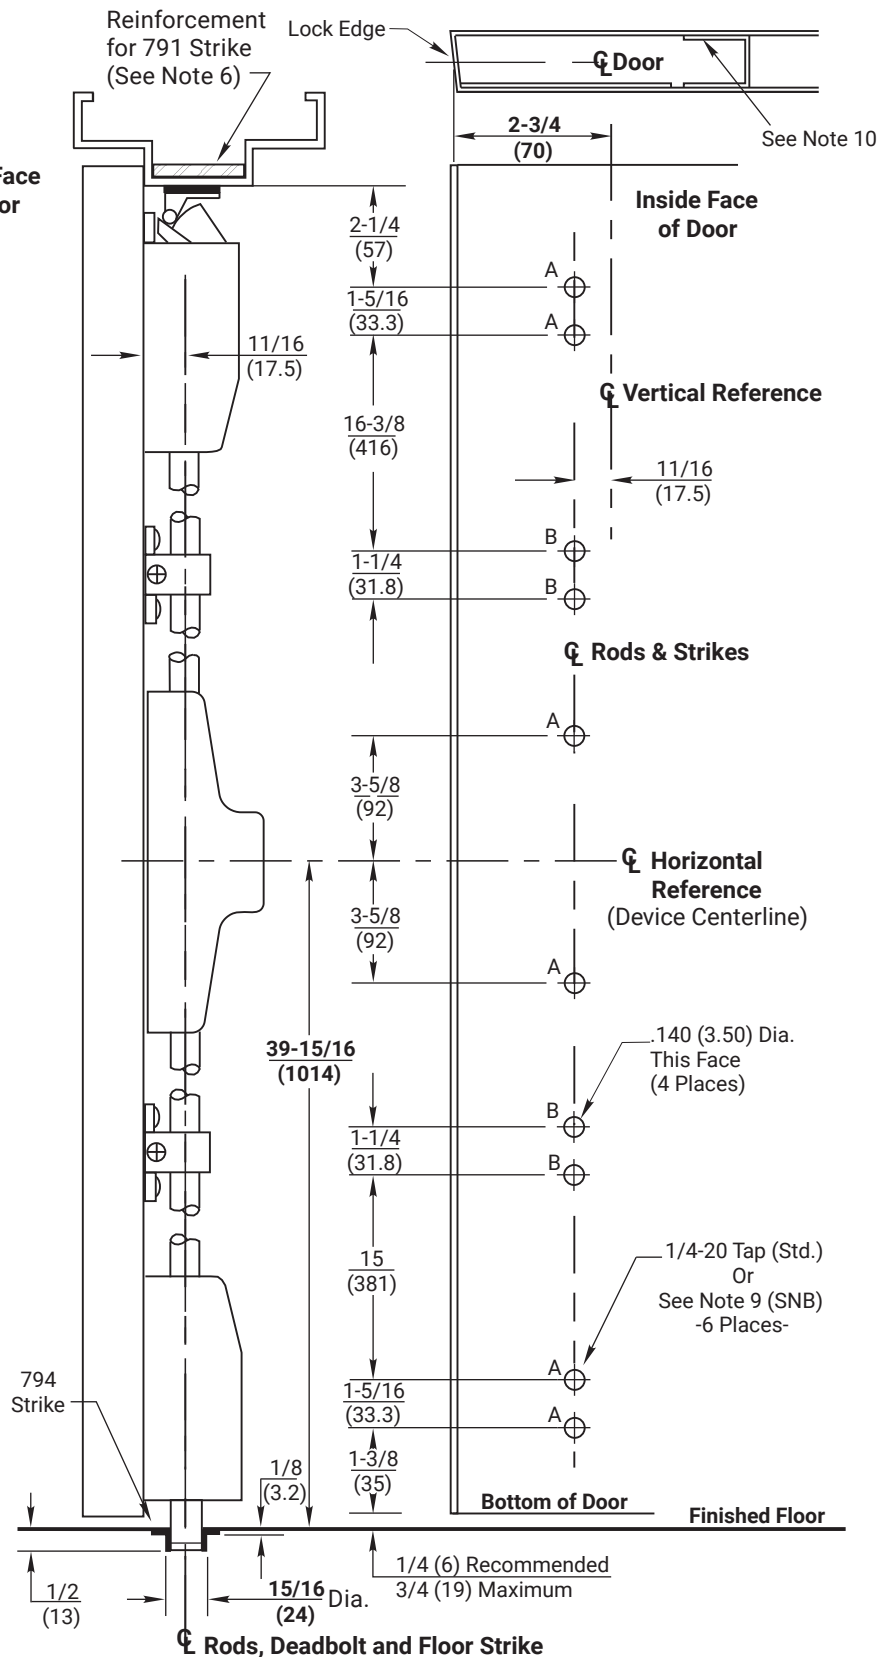 Reinforcement
for 791 Strike
(See Note 6)
Lock Edge
℄ Door
See Note 10
2-3/4
(70)
Face
or
Inside Face
of Door
2-1/4
(57)
A
1-5/16
(33.3)
A
11/16
(17.5)
℄ Vertical Reference
16-3/8
(416)
11/16
(17.5)
B
1-1/4
(31.8)
B
℄ Rods & Strikes
A
3-5/8
(92)
℄ Horizontal
Reference
(Device Centerline)
3-5/8
(92)
A
39-15/16
(1014)
.140 (3.50) Dia.
This Face
(4 Places)
B
1-1/4
(31.8)
B
15
(381)
1/4-20 Tap (Std.)
Or
See Note 9 (SNB)
-6 Places-
A
1-5/16
(33.3)
A
794
Strike
1-3/8
(35)
1/8
(3.2)
Bottom of Door
Finished Floor
1/4 (6) Recommended
3/4 (19) Maximum
1/2
(13)
15/16 Dia.
(24)
℄ Rods, Deadbolt and Floor Strike